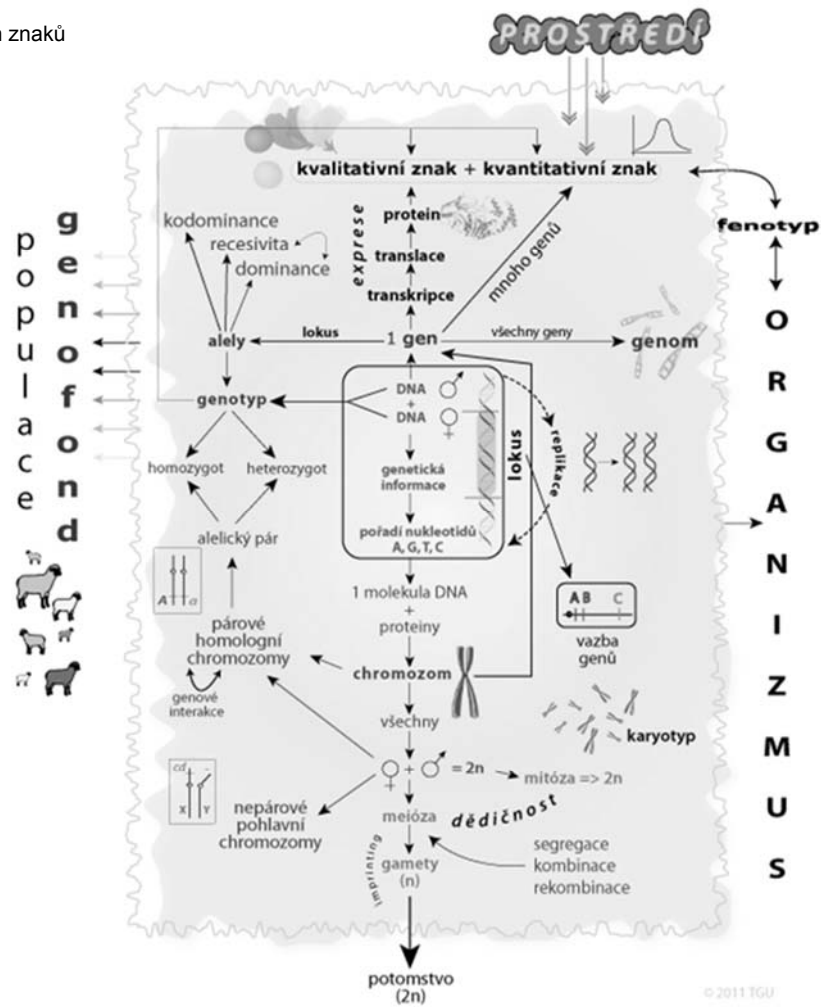 znaků
PROSTŘEDÍ
kvalitativní znak + kvantitativní znak
protein
exprese
translace
transkripce
mnoho genů
fenotyp
kodominance
recesivita
dominance
genofond
populace
alely
lokus
1 gen
všechny geny
genom
ORGANIZMUS
genotyp
DNA
+
DNA
genetická
informace
pořadí nukleotidů
A, G, T, C
lokus
replikace
homozygot
heterozygot
alelický pár
A a
1 molekula DNA
+
proteiny
A B C
vazba
genů
párové
homologní
chromozomy
genové
interakce
chromozom
všechny
karyotyp
♀ + ♂ = 2n
mitóza => 2n
cd -
X Y
nepárové
pohlavní
chromozomy
meióza
dědičnost
imprinting
gamety
(n)
segregace
kombinace
rekombinace
potomstvo
(2n)
© 2011 TGU